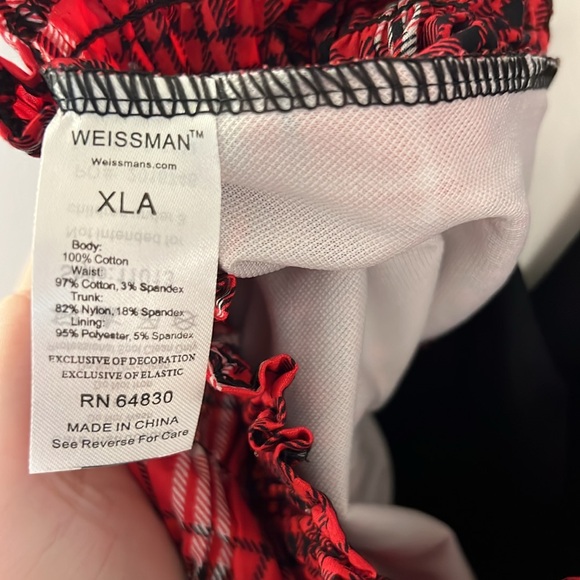 WEISSMAN™
Weissmans.com
XLA
Body:
100% Cotton
Waist:
97% Cotton, 3% Spandex
Trunk:
82% Nylon, 18% Spandex
Lining:
95% Polyester, 5% Spandex
EXCLUSIVE OF DECORATION
EXCLUSIVE OF ELASTIC
RN 64830
MADE IN CHINA
See Reverse For Care